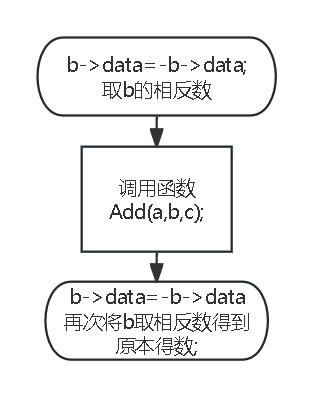 b->data=-b->data;
取b的相反数
调用函数
Add(a,b,c);
b->data=-b->data
再次将b取相反数得到
原本得数;